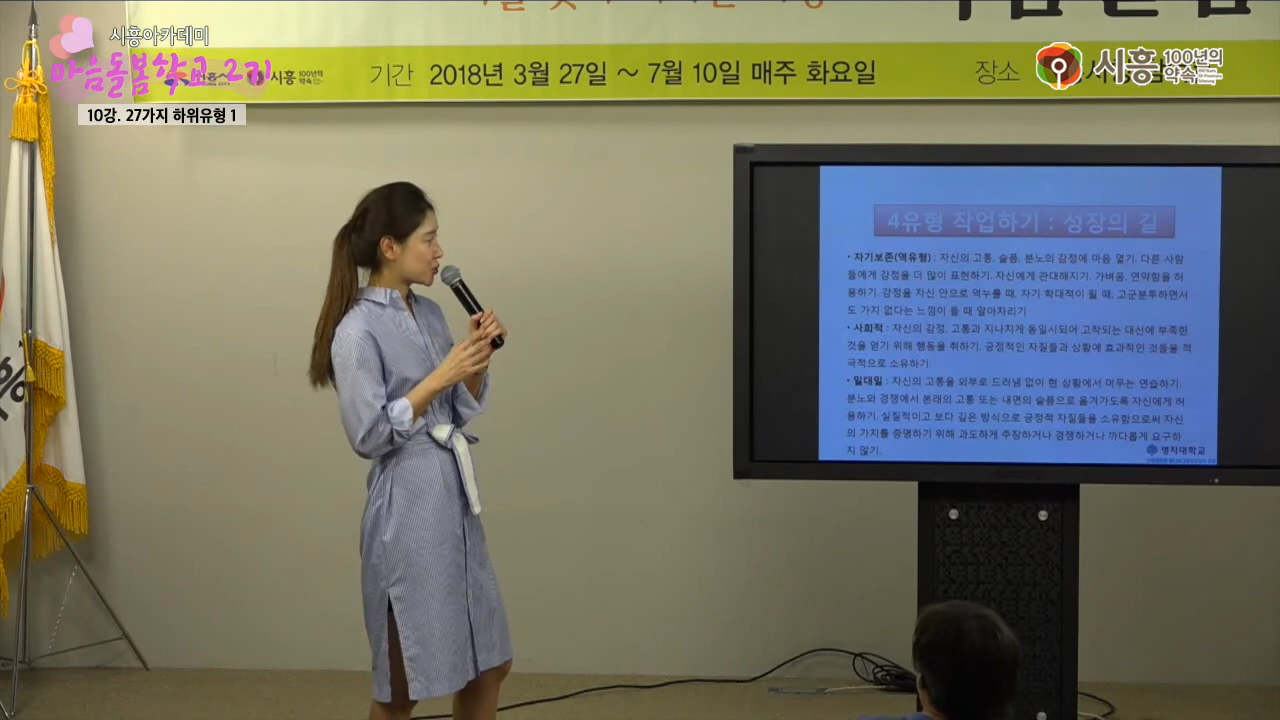 시흥아카데미
마음돌봄학교 2기
10강. 27가지 하위유형 1
시흥 100년의 약속
기간 2018년 3월 27일 ~ 7월 10일 매주 화요일
장소
시흥 100년의 약속
4유형 작업하기 : 성장의 길
• 자기보존(역유형) : 자신의 고통, 슬픔, 분노의 감정에 마음 열기. 다른 사람
들에게 감정을 더 많이 표현하기. 자신에게 관대해지기. 가벼움, 연약함을 허
용하기. 감정을 자신 안으로 억누를 때, 자기 학대적이 될 때, 고군분투하면서
도 가치 없다는 느낌이 들 때 알아차리기
• 사회적 : 자신의 감정, 고통과 지나치게 동일시되어 고착되는 대신에 부족한
것을 얻기 위해 행동을 취하기. 긍정적인 자질들과 상황에 효과적인 것들을 적
극적으로 소유하기.
• 일대일 : 자신의 고통을 외부로 드러냄 없이 현 상황에서 머무는 연습하기.
분노와 경쟁에서 본래의 고통 또는 내면의 슬픔으로 옮겨가도록 자신에게 허
용하기. 실질적이고 보다 깊은 방식으로 긍정적 자질들을 소유함으로써 자신
의 가치를 증명하기 위해 과도하게 주장하거나 경쟁하거나 까다롭게 요구하
지 않기.
명지대학교